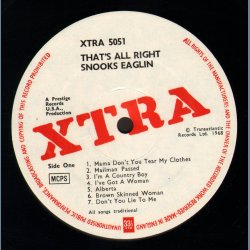 XTRA 5051
THAT'S ALL RIGHT
SNOOKS EAGLIN
A Prestige
Records
U.S.A.,
Production
© Transatlantic
Records Ltd. 1968
XTRA
Side One
MCPS
1 - Mama Don't You Tear My Clothes
2 - Mailman Passed
3 - I'm A Country Boy
4 - I've Got A Woman
5 - Alberta
6 - Brown Skinned Woman
7 - Don't You Lie To Me
All songs traditional
33⅓
ALL RIGHTS OF THE MANUFACTURER AND OF THE OWNER OF THE RECORDED WORK RESERVED · MADE IN ENGLAND · UNAUTHORISED PUBLIC PERFORMANCE, BROADCASTING AND COPYING OF THIS RECORD PROHIBITED